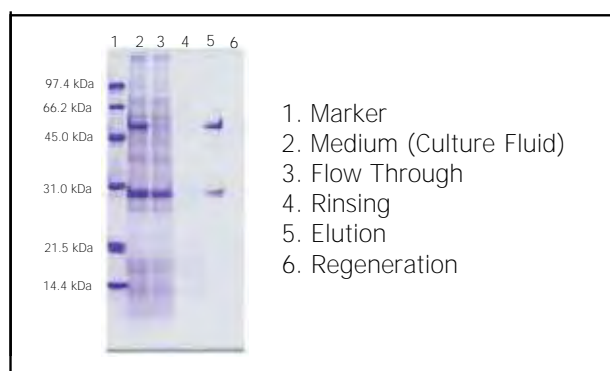 1 2 3 4 5 6
97.4 kDa
66.2 kDa
45.0 kDa
31.0 kDa
21.5 kDa
14.4 kDa
1. Marker
2. Medium (Culture Fluid)
3. Flow Through
4. Rinsing
5. Elution
6. Regeneration